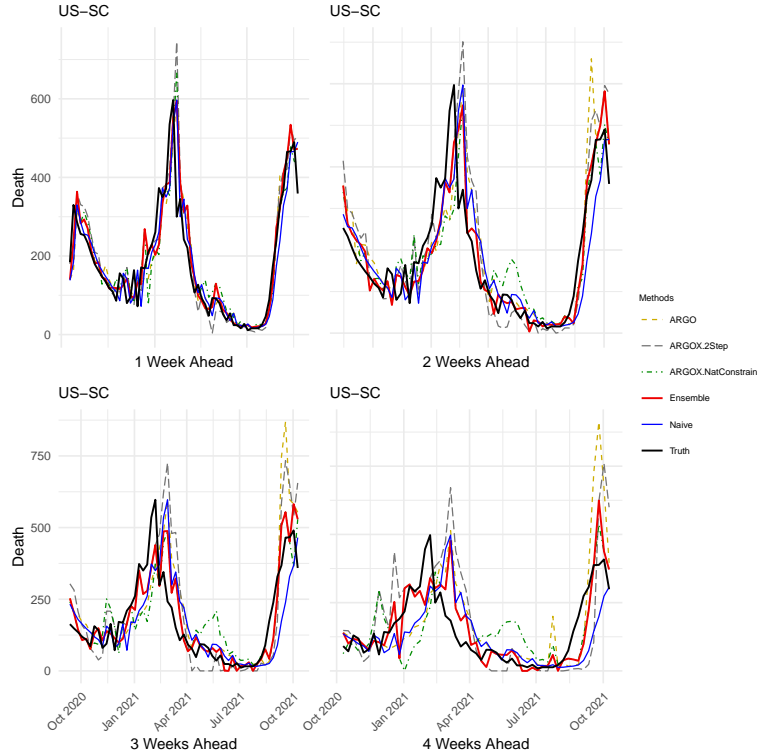 US−SC
US−SC
600
400
200
0
Death
1 Week Ahead
2 Weeks Ahead
Methods
ARGO
ARGOX.2Step
ARGOX.NatConstrain
Ensemble
Naive
Truth
US−SC
US−SC
750
500
250
0
Death
Oct 2020
Jan 2021
Apr 2021
Jul 2021
Oct 2021
Oct 2020
Jan 2021
Apr 2021
Jul 2021
Oct 2021
3 Weeks Ahead
4 Weeks Ahead